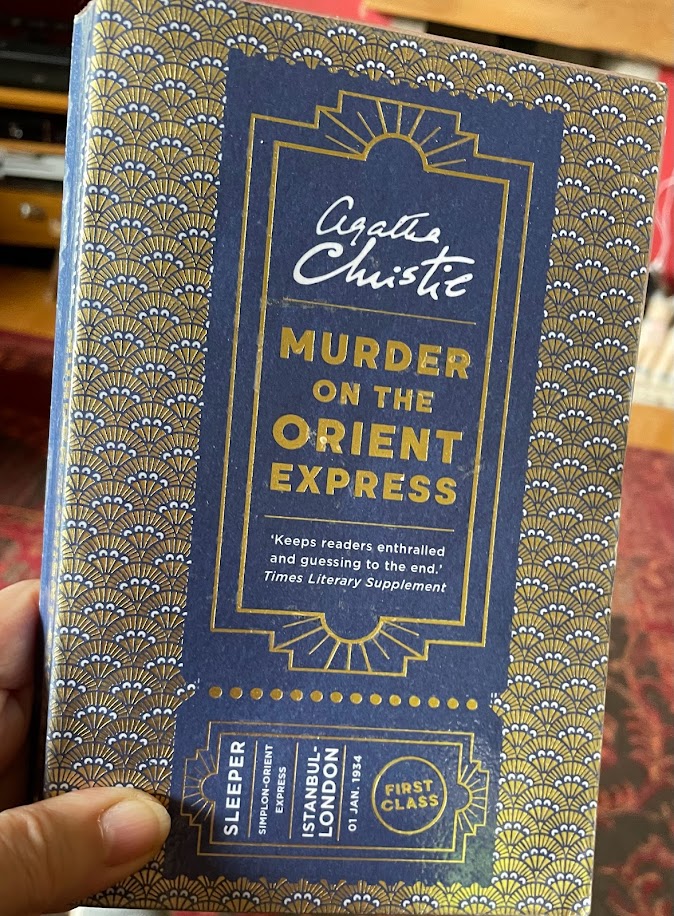 Agatha
Christie
MURDER
ON THE
ORIENT
EXPRESS
'Keeps readers enthralled
and guessing to the end.'
Times Literary Supplement
SLEEPER
SIMPLON-ORIENT
EXPRESS
ISTANBUL-
LONDON
01 JAN. 1934
FIRST
CLASS